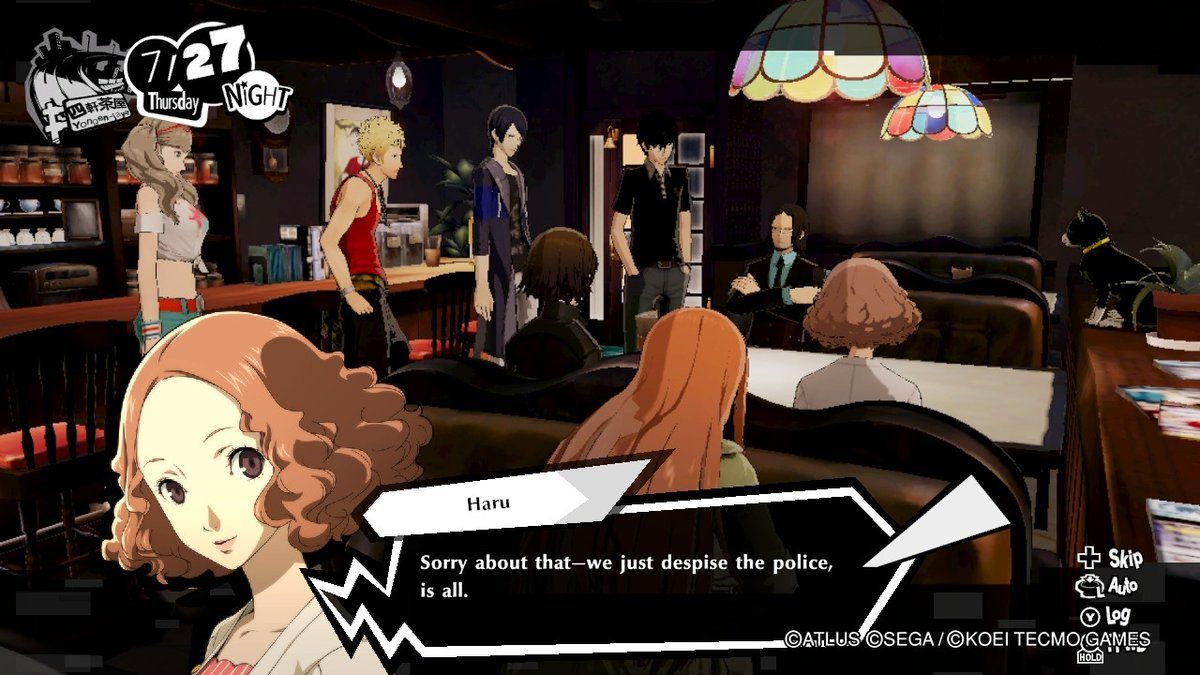 7/27
Thursday
NiGHT
四軒茶屋
Yongen-jaya
Haru
Sorry about that—we just despise the police,
is all.
Skip
Auto
Log
HOLD
©ATLUS ©SEGA / ©KOEI TECMO GAMES